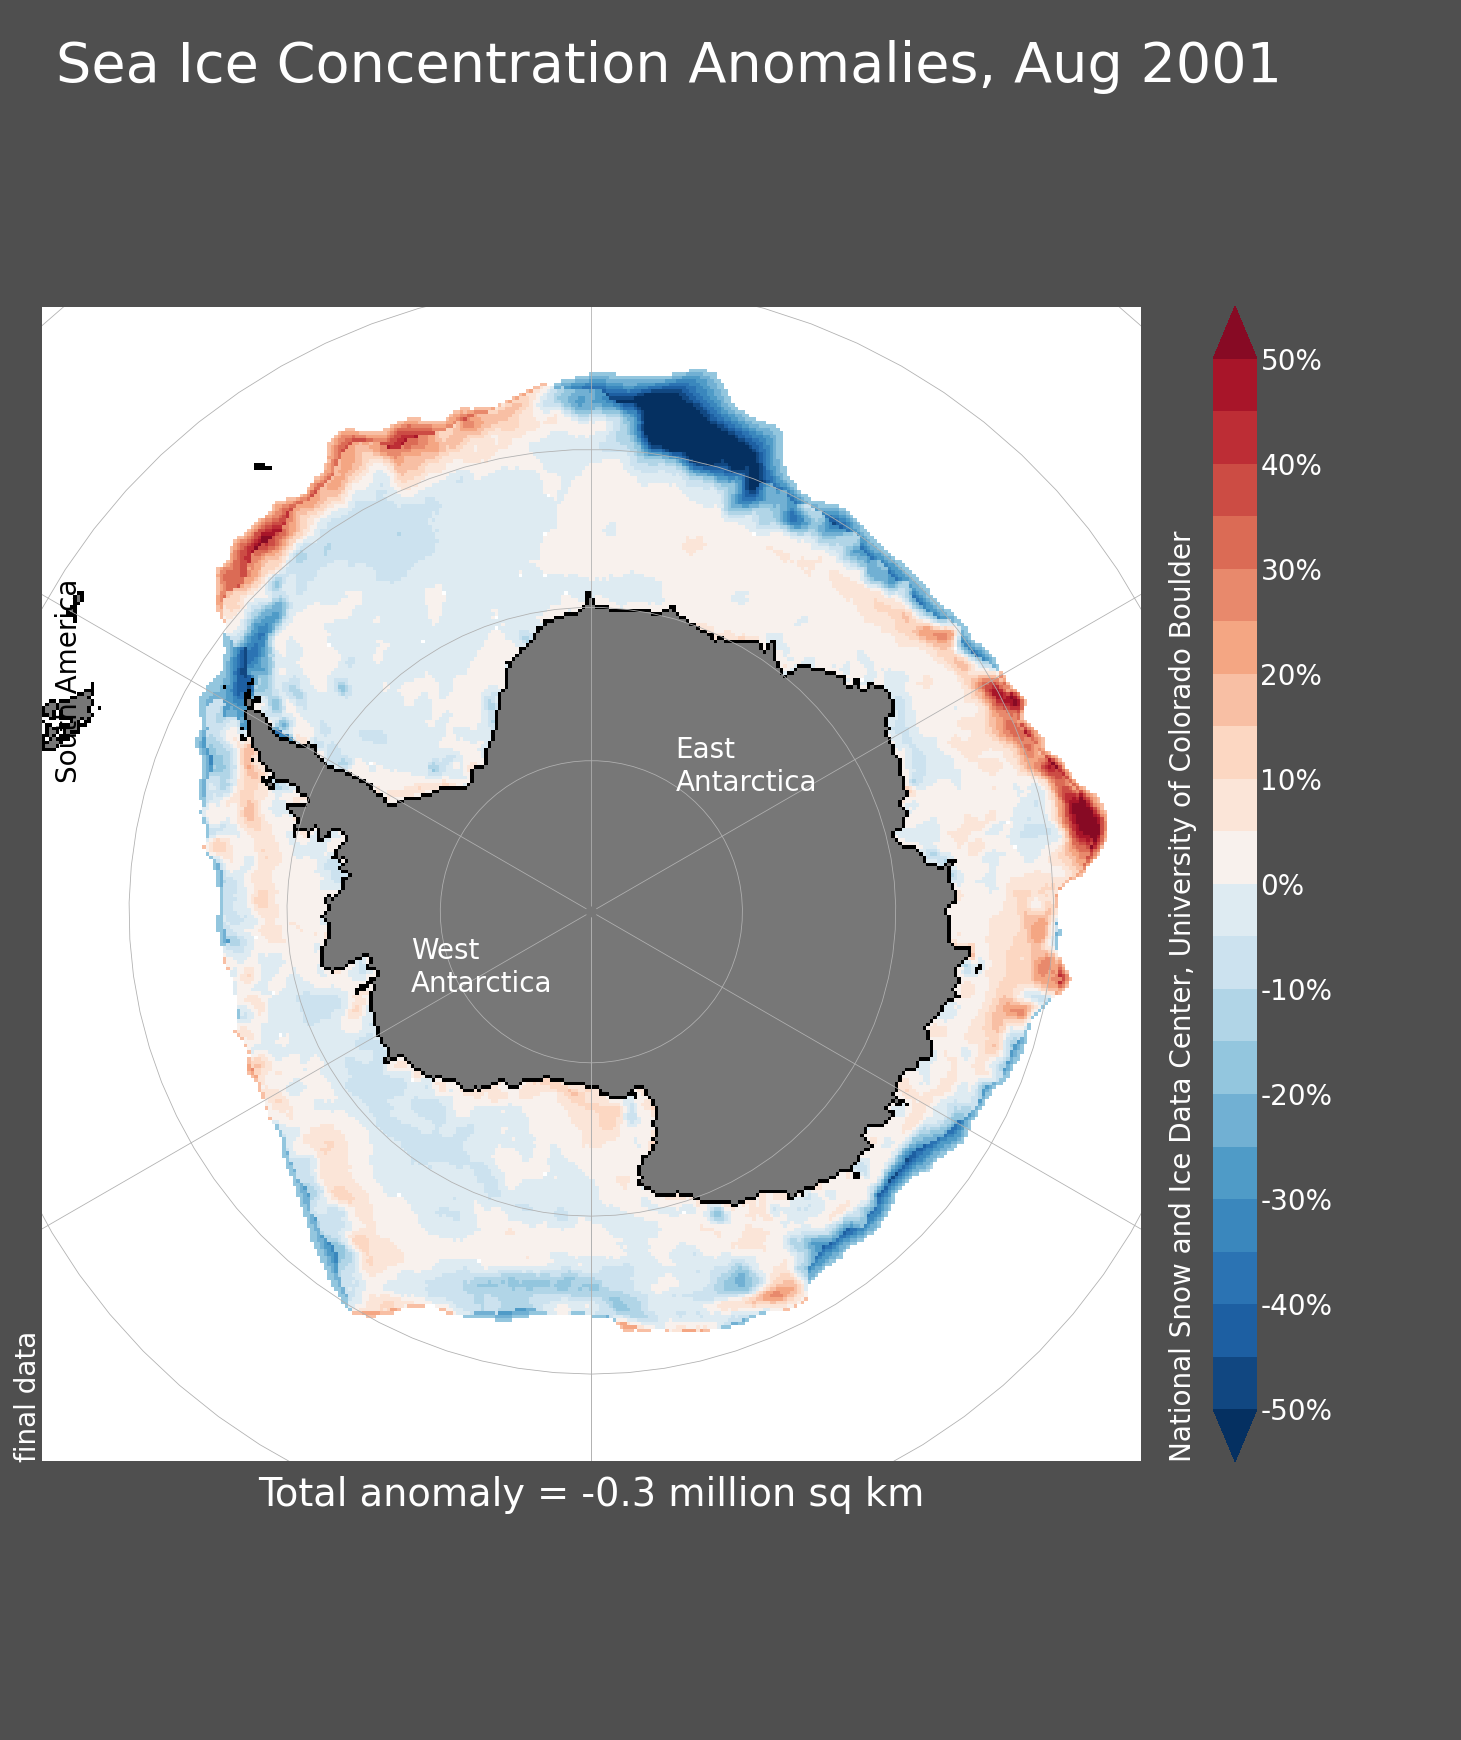 Sea Ice Concentration Anomalies, Aug 2001
South America
East
Antarctica
West
Antarctica
final data
National Snow and Ice Data Center, University of Colorado Boulder
50%
40%
30%
20%
10%
0%
-10%
-20%
-30%
-40%
-50%
Total anomaly = -0.3 million sq km